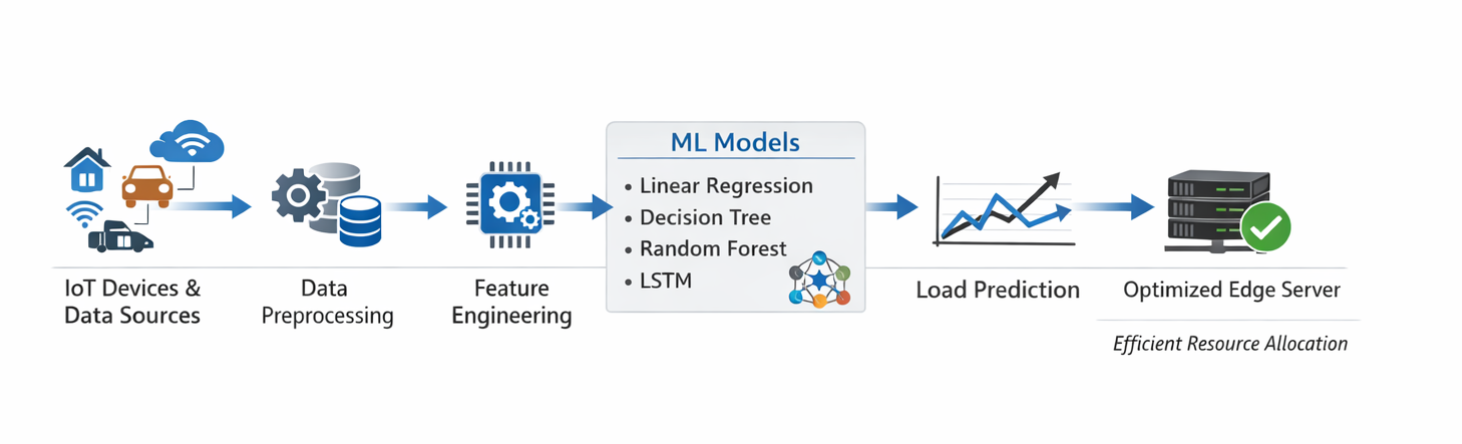 IoT Devices &
Data Sources
Data
Preprocessing
Feature
Engineering
ML Models
• Linear Regression
• Decision Tree
• Random Forest
• LSTM
Load Prediction
Optimized Edge Server
Efficient Resource Allocation